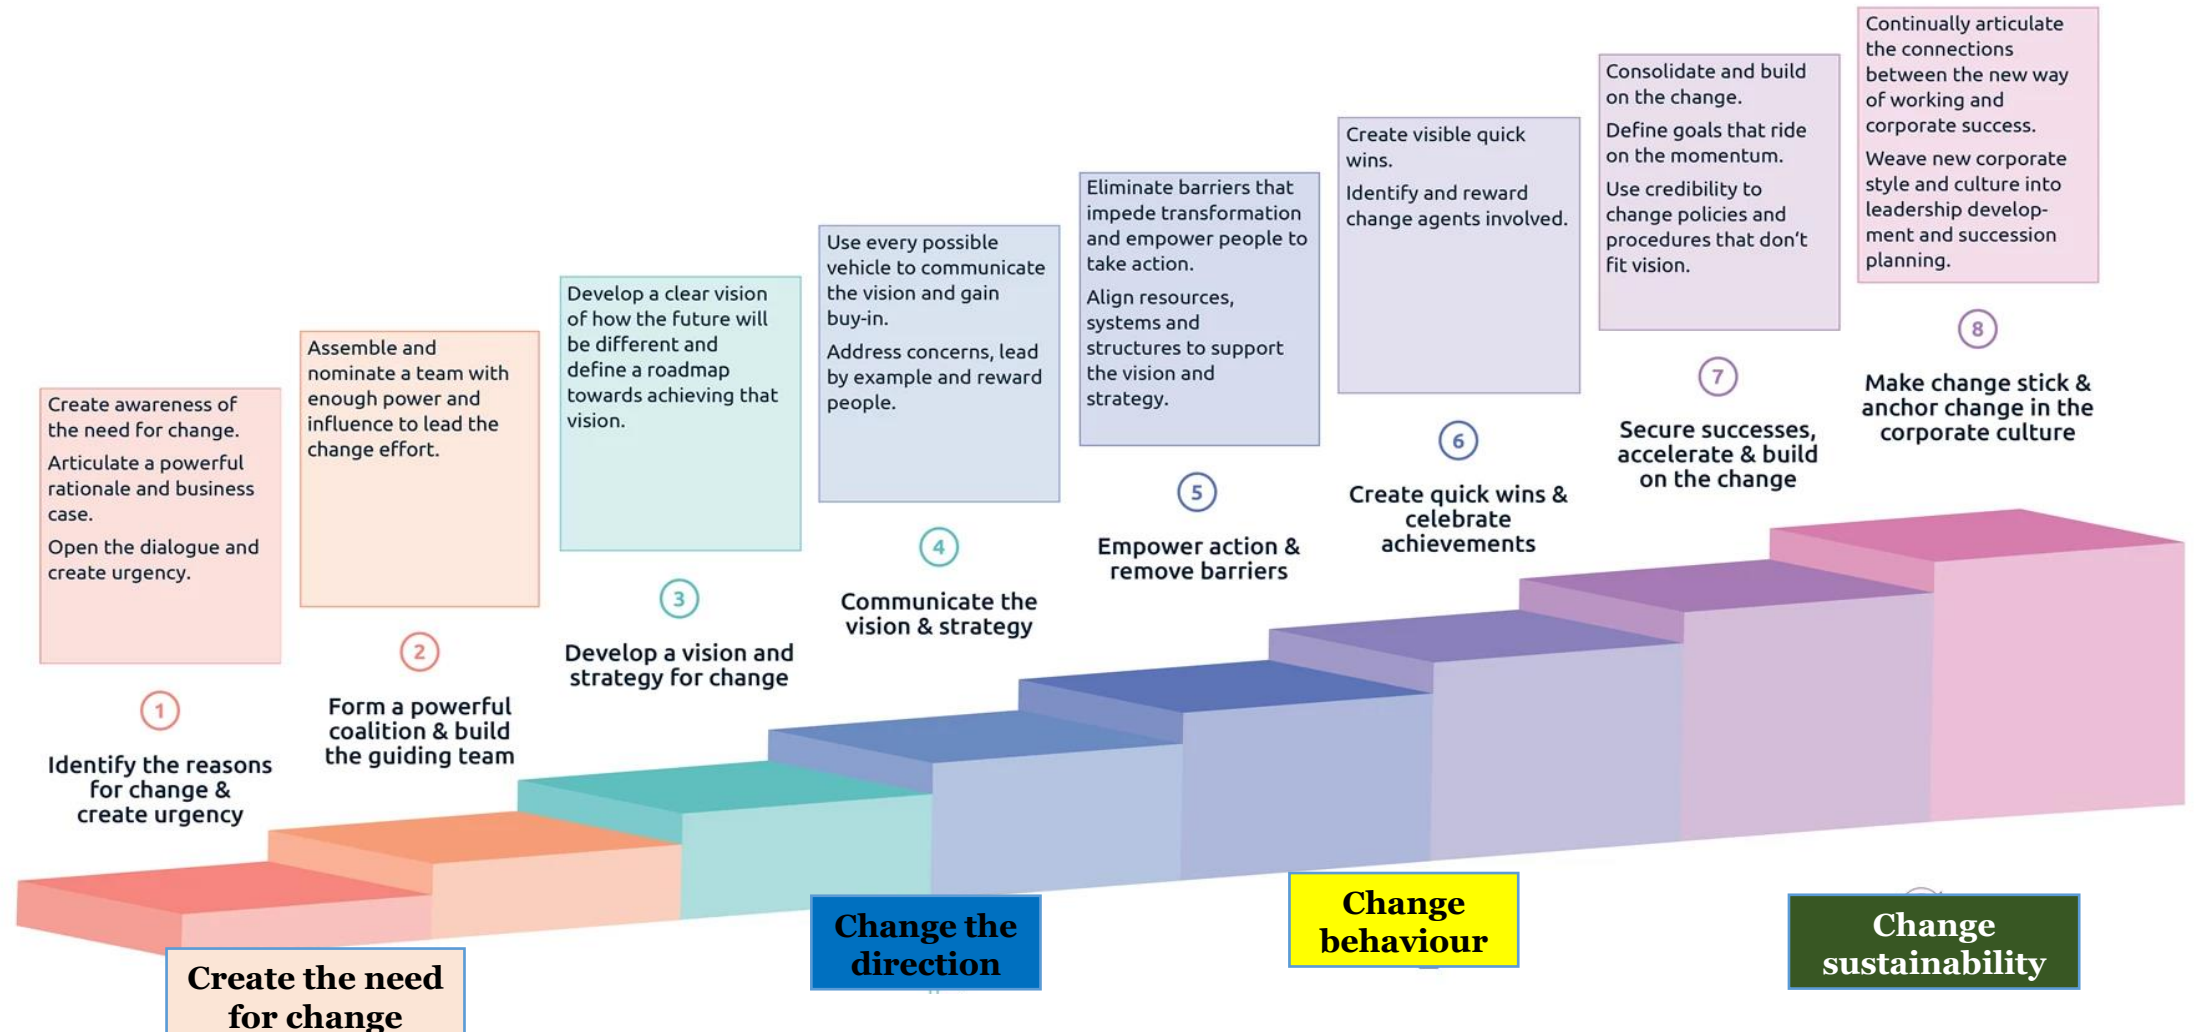 Create awareness of
the need for change.
Articulate a powerful
rationale and business
case.
Open the dialogue and
create urgency.
1
Identify the reasons
for change &
create urgency
Assemble and
nominate a team with
enough power and
influence to lead the
change effort.
2
Form a powerful
coalition & build
the guiding team
Develop a clear vision
of how the future will
be different and
define a roadmap
towards achieving that
vision.
3
Develop a vision and
strategy for change
Use every possible
vehicle to communicate
the vision and gain
buy-in.
Address concerns, lead
by example and reward
people.
4
Communicate the
vision & strategy
Eliminate barriers that
impede transformation
and empower people to
take action.
Align resources,
systems and
structures to support
the vision and
strategy.
5
Empower action &
remove barriers
Create visible quick
wins.
Identify and reward
change agents involved.
6
Create quick wins &
celebrate
achievements
Consolidate and build
on the change.
Define goals that ride
on the momentum.
Use credibility to
change policies and
procedures that don't
fit vision.
7
Secure successes,
accelerate & build
on the change
Continually articulate
the connections
between the new way
of working and
corporate success.
Weave new corporate
style and culture into
leadership develop-
ment and succession
planning.
8
Make change stick &
anchor change in the
corporate culture
Create the need
for change
Change the
direction
Change
behaviour
Change
sustainability